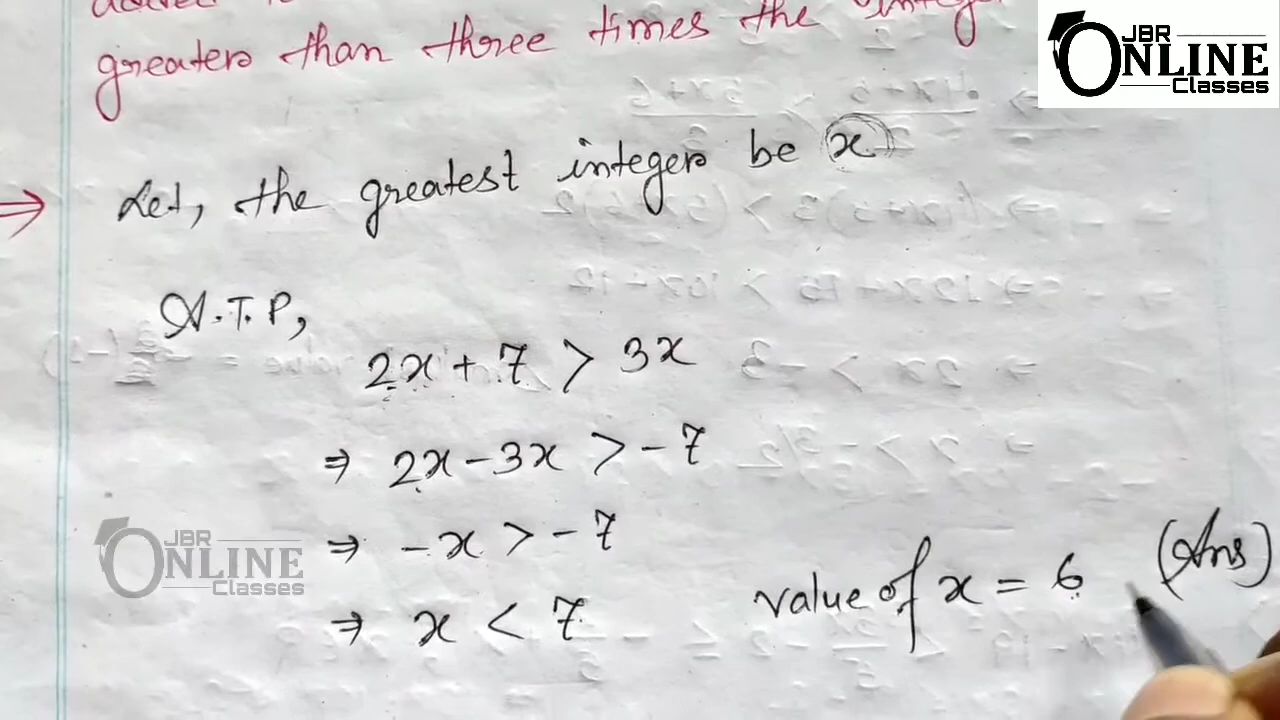 greater than three times the integ
JBR
ONLINE
Classes
Let, the greatest integer be x
A.T.P,
2x + 7 > 3x
⇒ 2x - 3x > - 7
⇒ - x > - 7
⇒ x < 7
value of x = 6 (Ans)
JBR
ONLINE
Classes